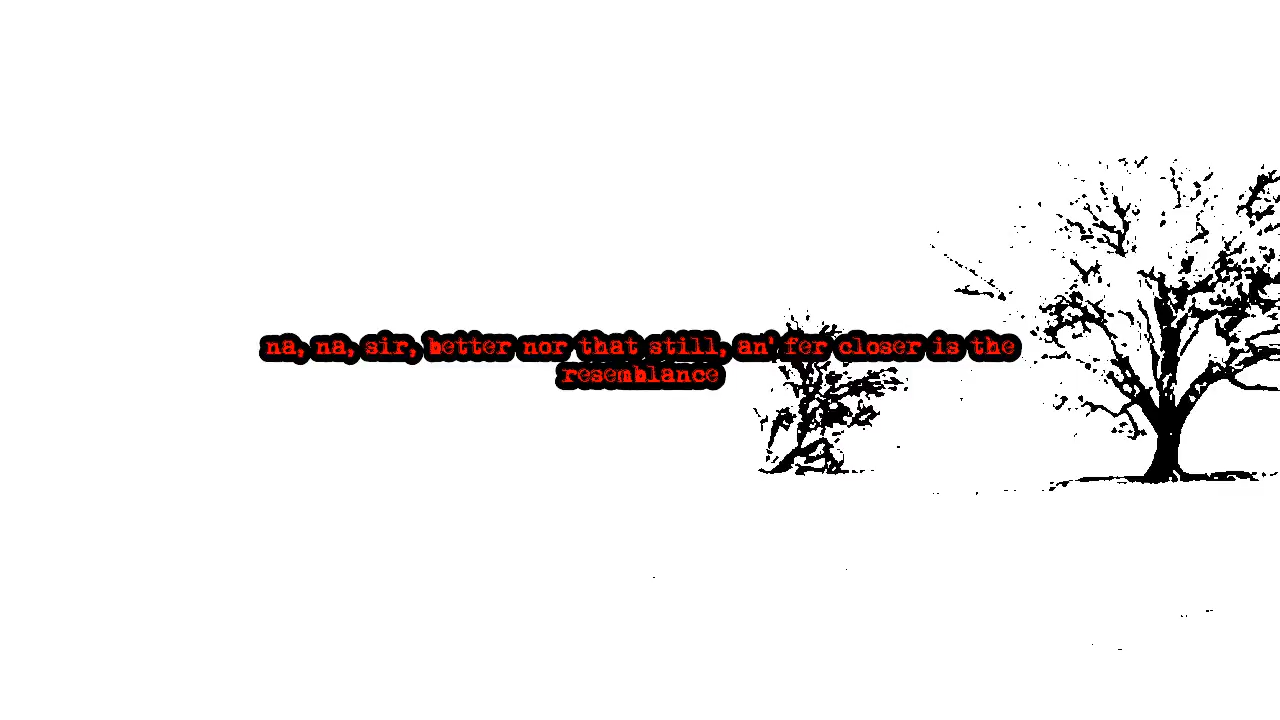 na, na, sir, better nor that still, an' fer closer is the
resemblance